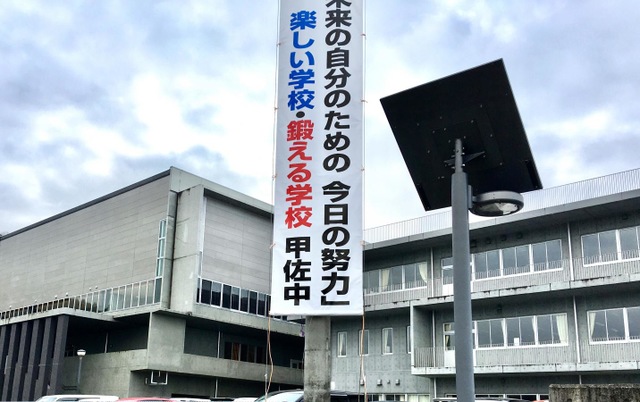 未来の自分のための 今日の努力」
楽しい学校・鍛える学校 甲佐中